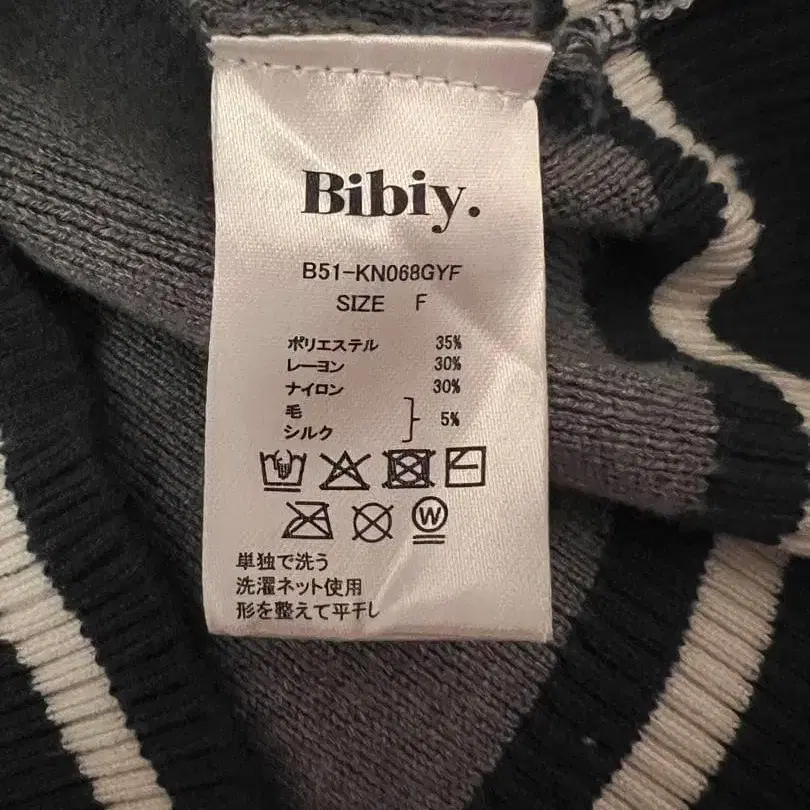 Bibiy.
B51-KN068GYF
SIZE F
ポリエステル 35%
レーヨン 30%
ナイロン 30%
毛
シルク } 5%
W
単独で洗う
洗濯ネット使用
形を整えて平干し